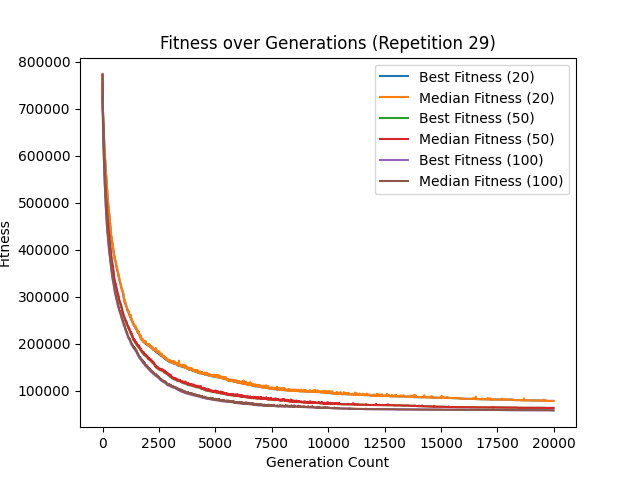 Fitness over Generations (Repetition 29)
800000
700000
600000
500000
400000
300000
200000
100000
Fitness
Best Fitness (20)
Median Fitness (20)
Best Fitness (50)
Median Fitness (50)
Best Fitness (100)
Median Fitness (100)
0 2500 5000 7500 10000 12500 15000 17500 20000
Generation Count